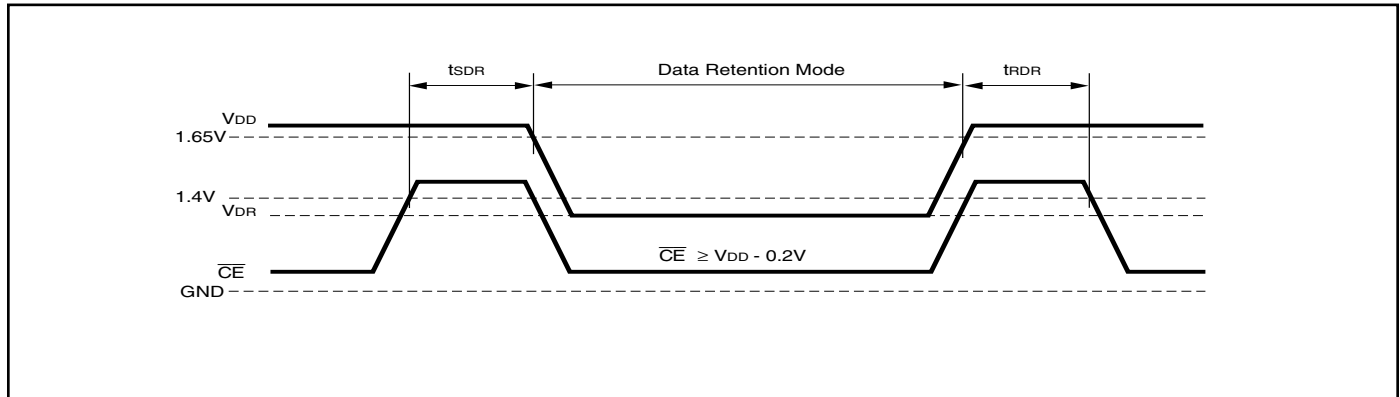 tSDR Data Retention Mode tRDR
VDD
1.65V
1.4V
VDR
CE ≥ VDD - 0.2V
CE
GND